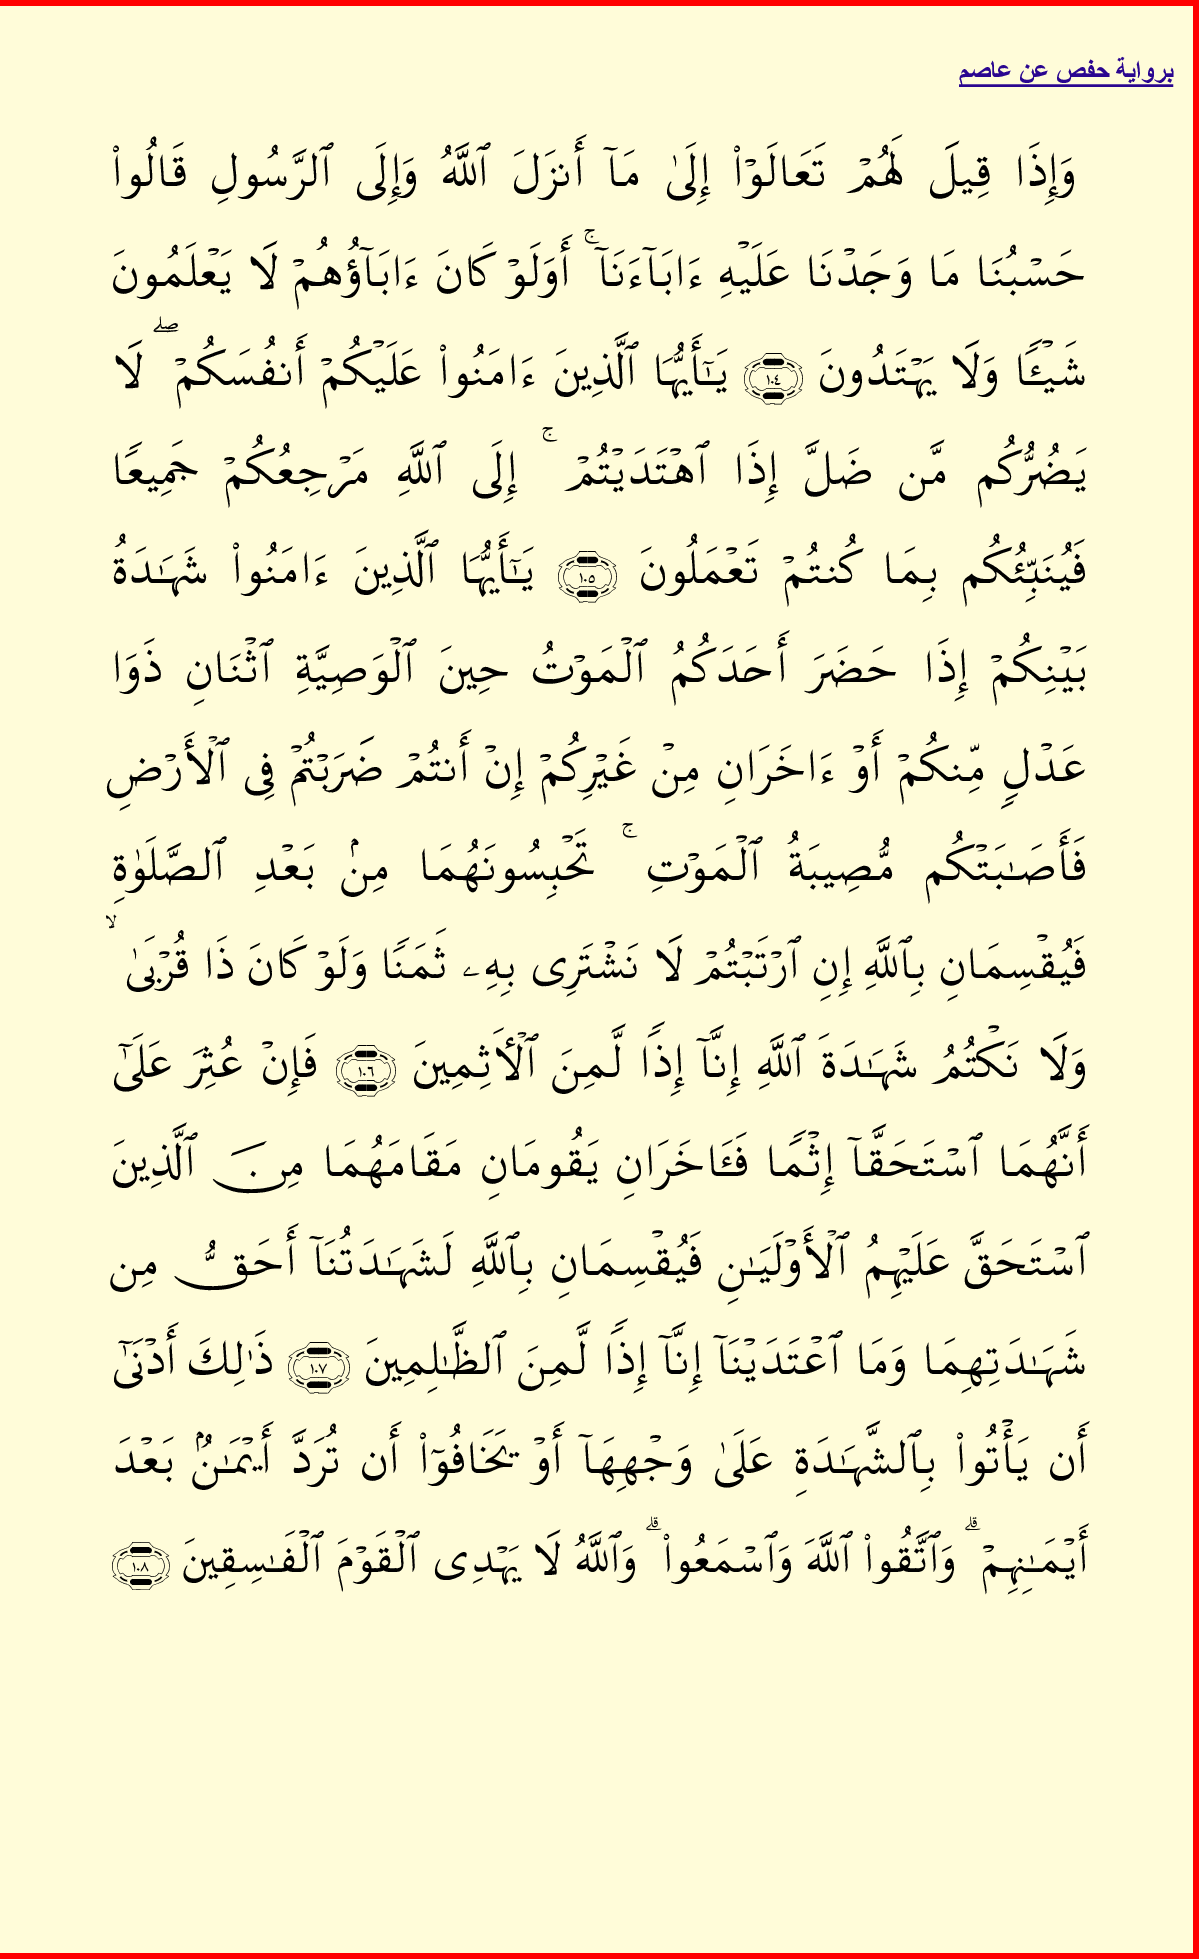 برواية حفص عن عاصم
وَإِذَا قِيلَ لَهُمۡ تَعَالَوۡاْ إِلَىٰ مَآ أَنزَلَ ٱللَّهُ وَإِلَى ٱلرَّسُولِ قَالُواْ
حَسۡبُنَا مَا وَجَدۡنَا عَلَيۡهِ ءَابَآءَنَآۚ أَوَلَوۡ كَانَ ءَابَآؤُهُمۡ لَا يَعۡلَمُونَ
شَيۡـٔٗا وَلَا يَهۡتَدُونَ ١٠٤ يَـٰٓأَيُّهَا ٱلَّذِينَ ءَامَنُواْ عَلَيۡكُمۡ أَنفُسَكُمۡۖ لَا
يَضُرُّكُم مَّن ضَلَّ إِذَا ٱهۡتَدَيۡتُمۡۚ إِلَى ٱللَّهِ مَرۡجِعُكُمۡ جَمِيعٗا
فَيُنَبِّئُكُم بِمَا كُنتُمۡ تَعۡمَلُونَ ١٠٥ يَـٰٓأَيُّهَا ٱلَّذِينَ ءَامَنُواْ شَهَـٰدَةُ
بَيۡنِكُمۡ إِذَا حَضَرَ أَحَدَكُمُ ٱلۡمَوۡتُ حِينَ ٱلۡوَصِيَّةِ ٱثۡنَانِ ذَوَا
عَدۡلٖ مِّنكُمۡ أَوۡ ءَاخَرَانِ مِنۡ غَيۡرِكُمۡ إِنۡ أَنتُمۡ ضَرَبۡتُمۡ فِى ٱلۡأَرۡضِ
فَأَصَـٰبَتۡكُم مُّصِيبَةُ ٱلۡمَوۡتِۚ تَحۡبِسُونَهُمَا مِنۢ بَعۡدِ ٱلصَّلَوٰةِ
فَيُقۡسِمَانِ بِٱللَّهِ إِنِ ٱرۡتَبۡتُمۡ لَا نَشۡتَرِى بِهِۦ ثَمَنٗا وَلَوۡ كَانَ ذَا قُرۡبَىٰۙ
وَلَا نَكۡتُمُ شَهَـٰدَةَ ٱللَّهِ إِنَّآ إِذٗا لَّمِنَ ٱلۡأَثِمِينَ ١٠٦ فَإِنۡ عُثِرَ عَلَىٰٓ
أَنَّهُمَا ٱسۡتَحَقَّآ إِثۡمٗا فَـَٔاخَرَانِ يَقُومَانِ مَقَامَهُمَا مِنَ ٱلَّذِينَ
ٱسۡتَحَقَّ عَلَيۡهِمُ ٱلۡأَوۡلَيَـٰنِ فَيُقۡسِمَانِ بِٱللَّهِ لَشَهَـٰدَتُنَآ أَحَقُّ مِن
شَهَـٰدَتِهِمَا وَمَا ٱعۡتَدَيۡنَآ إِنَّآ إِذٗا لَّمِنَ ٱلظَّـٰلِمِينَ ١٠٧ ذَٰلِكَ أَدۡنَىٰٓ
أَن يَأۡتُواْ بِٱلشَّهَـٰدَةِ عَلَىٰ وَجۡهِهَآ أَوۡ يَخَافُوٓاْ أَن تُرَدَّ أَيۡمَـٰنُۢ بَعۡدَ
أَيۡمَـٰنِهِمۡۗ وَٱتَّقُواْ ٱللَّهَ وَٱسۡمَعُواْۗ وَٱللَّهُ لَا يَهۡدِى ٱلۡقَوۡمَ ٱلۡفَـٰسِقِينَ ١٠٨